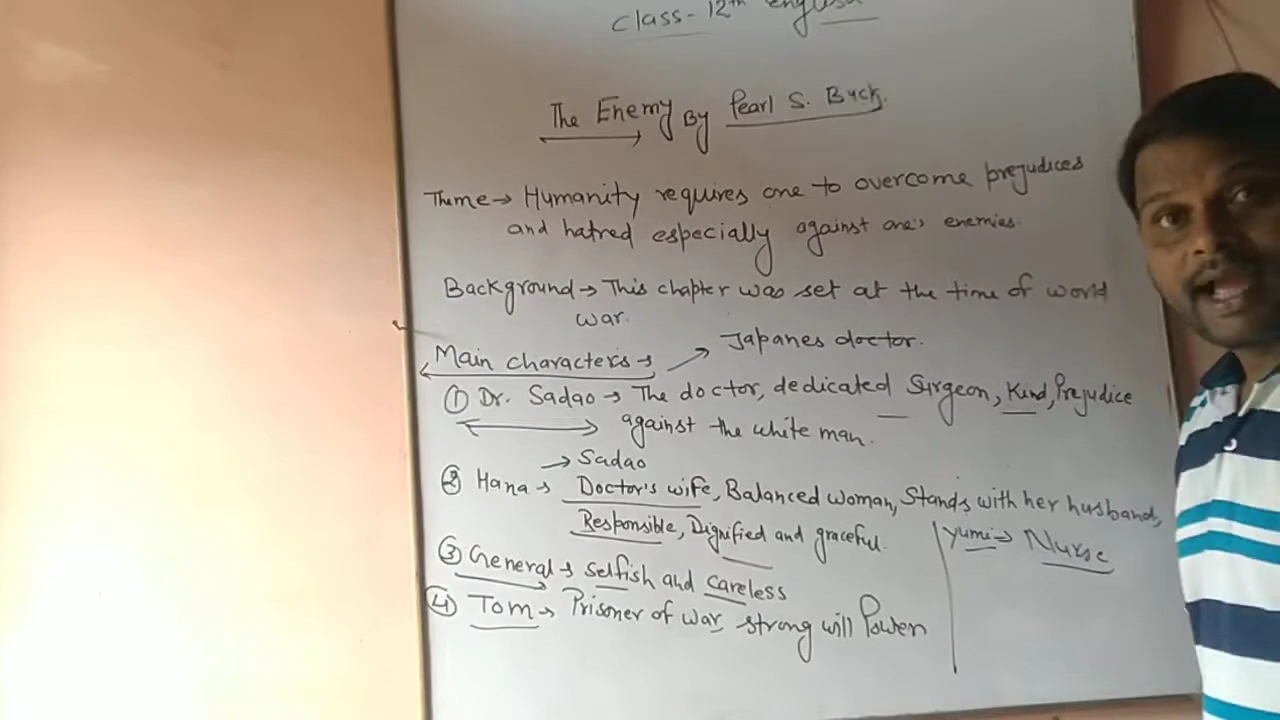 Class- 12th English
The Enemy By Pearl S. Buck.
Theme→ Humanity requires one to overcome prejudices
and hatred especially against one's enemies.
Background→ This chapter was set at the time of world
war.
Main characters→ → Japanes doctor.
① Dr. Sadao→ The doctor, dedicated Surgeon, Kind, Prejudice
against the white man.
→ Sadao
② Hana→ Doctor's wife, Balanced woman, Stands with her husband,
Responsible, Dignified and graceful.
Yumi→ Nurse
③ General→ Selfish and careless
④ Tom→ Prisoner of war, strong will Power